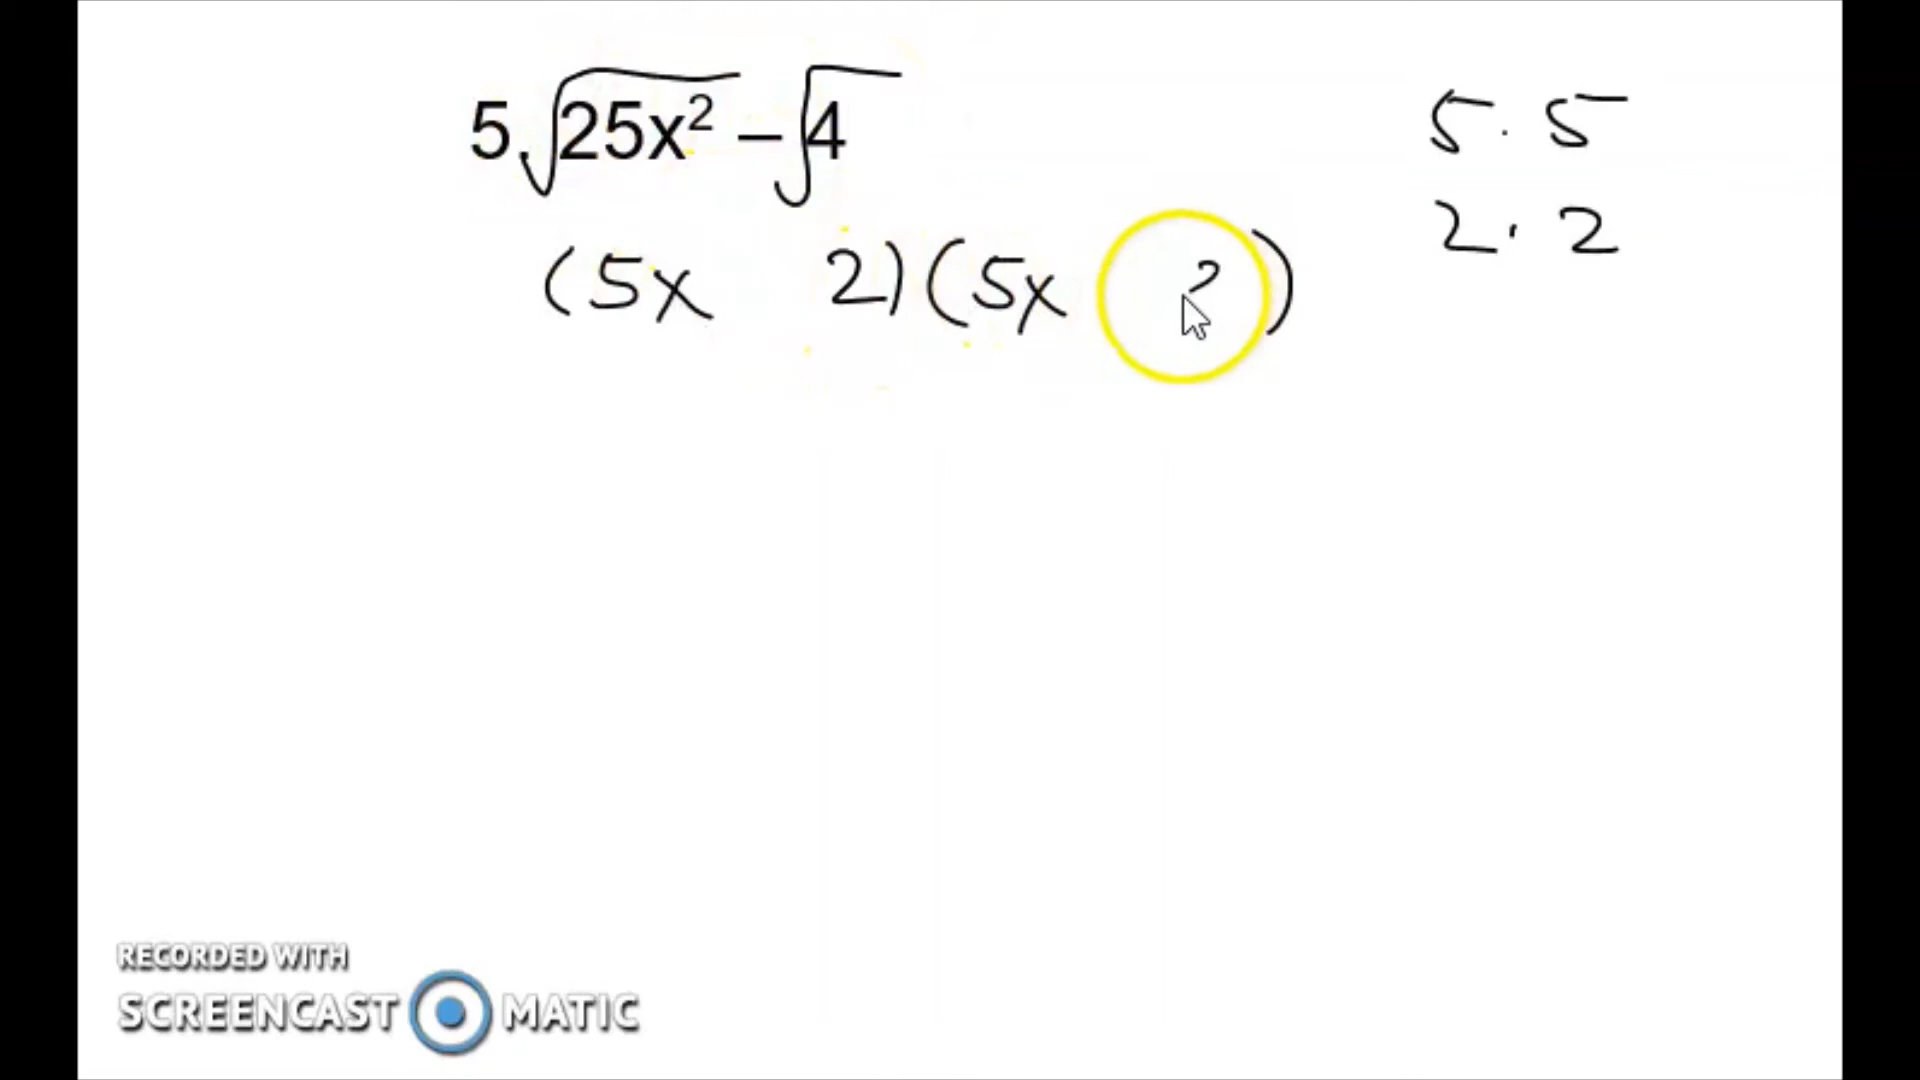 5. √25x² – √4
5 . 5
2 . 2
(5x 2)(5x 2)
RECORDED WITH
SCREENCAST MATIC